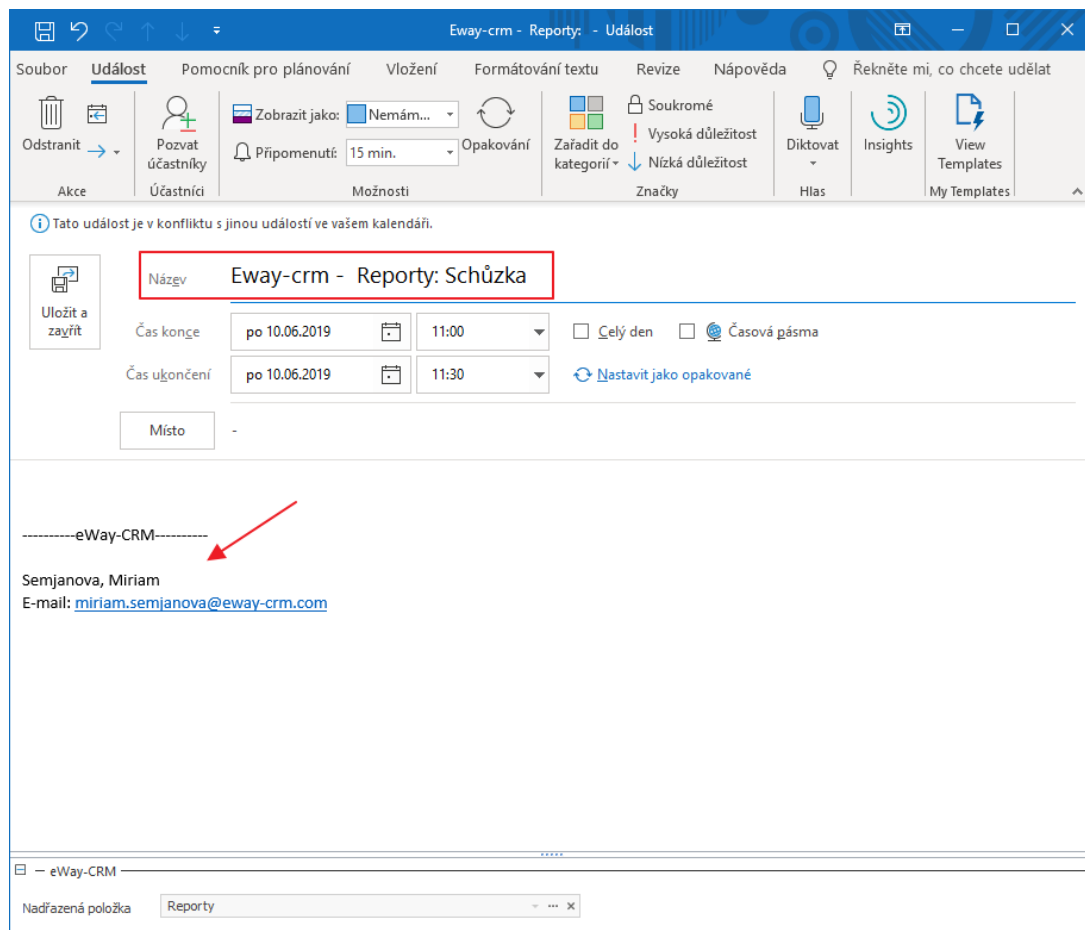 Eway-crm - Reporty: - Událost
Soubor Událost Pomocník pro plánování Vložení Formátování textu Revize Nápověda Řekněte mi, co chcete udělat
Odstranit
Akce
Pozvat účastníky
Účastníci
Zobrazit jako: Nemám...
Připomenutí: 15 min.
Opakování
Možnosti
Zařadit do kategorií
Soukromé
Vysoká důležitost
Nízká důležitost
Značky
Diktovat
Hlas
Insights
View Templates
My Templates
Tato událost je v konfliktu s jinou událostí ve vašem kalendáři.
Uložit a zavřít
Název Eway-crm - Reporty: Schůzka
Čas konce po 10.06.2019 11:00 Celý den Časová pásma
Čas ukončení po 10.06.2019 11:30 Nastavit jako opakované
Místo -
----------eWay-CRM----------
Semjanova, Miriam
E-mail: miriam.semjanova@eway-crm.com
eWay-CRM
Nadřazená položka Reporty